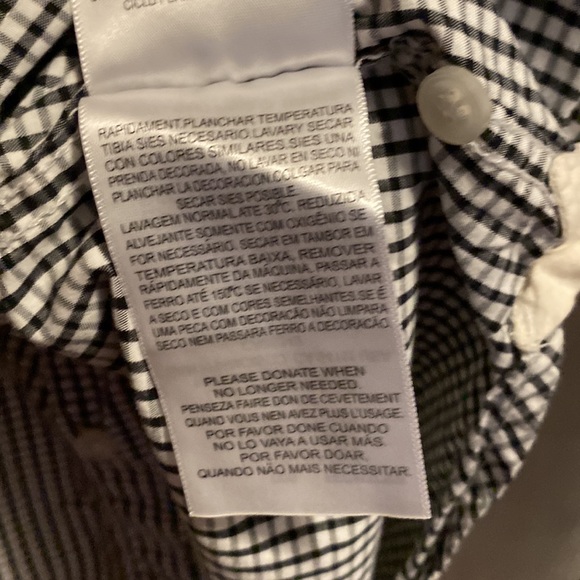 RAPIDAMENT.PLANCHAR TEMPERATURA
TIBIA SIES NECESARIO.LAVARY SECAR
CON COLORES SIMILARES.SIES UNA
PRENDA DECORADA, NO LAVAR EN SECO NI
PLANCHAR LA DECORACION.COLGAR PARA
SECAR SIES POSIBLE
LAVAGEM NORMALATE 30°C. REDUZIDA
ALVEJANTE SOMENTE COM OXIGÊNIO SE
FOR NECESSÁRIO. SECAR EM TAMBOR EM
TEMPERATURA BAIXA, REMOVER
RÁPIDAMENTE DA MÁQUINA. PASSAR A
FERRO ATÉ 150°C SE NECESSÁRIO, LAVAR
A SECO E COM CORES SEMELHANTES.SE É
UMA PECA COM DECORAÇÃO NÃO LIMPARA
SECO NEM PASSARA FERRO A DECORAÇÃO.
PLEASE DONATE WHEN
NO LONGER NEEDED.
PENSEZA FAIRE DON DE CEVETEMENT
QUAND VOUS NEN AVEZ PLUS L'USAGE.
POR FAVOR DONE CUANDO
NO LO VAYA A USAR MÁS.
POR FAVOR DOAR,
QUANDO NÃO MAIS NECESSITAR.